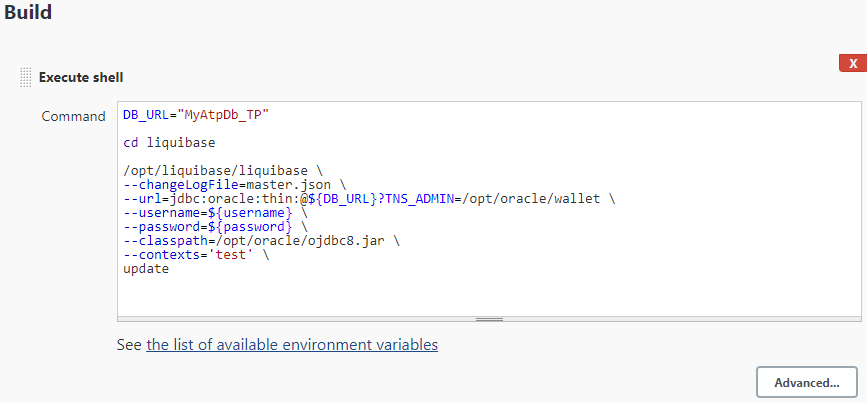 Build
X
Execute shell
Command
DB_URL="MyAtpDb_TP"
cd liquibase
/opt/liquibase/liquibase \
--changeLogFile=master.json \
--url=jdbc:oracle:thin:@${DB_URL}?TNS_ADMIN=/opt/oracle/wallet \
--username=${username} \
--password=${password} \
--classpath=/opt/oracle/ojdbc8.jar \
--contexts='test' \
update
See the list of available environment variables
Advanced...